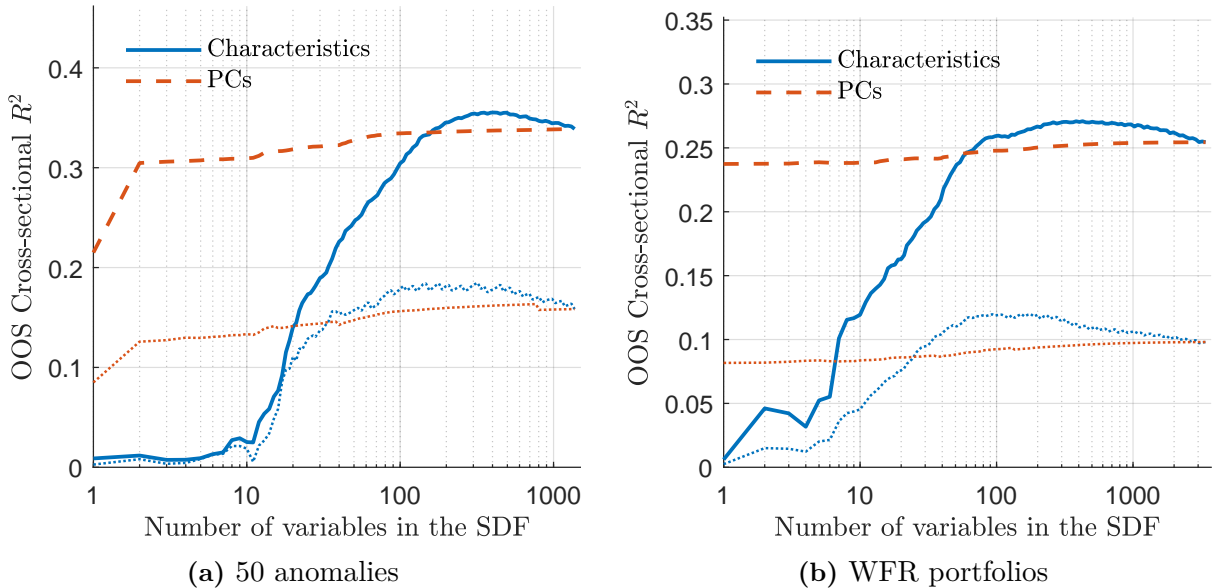 OOS Cross-sectional R²
0.4
0.3
0.2
0.1
0
Characteristics
PCs
1 10 100 1000
Number of variables in the SDF
(a) 50 anomalies
OOS Cross-sectional R²
0.35
0.3
0.25
0.2
0.15
0.1
0.05
0
Characteristics
PCs
1 10 100 1000
Number of variables in the SDF
(b) WFR portfolios